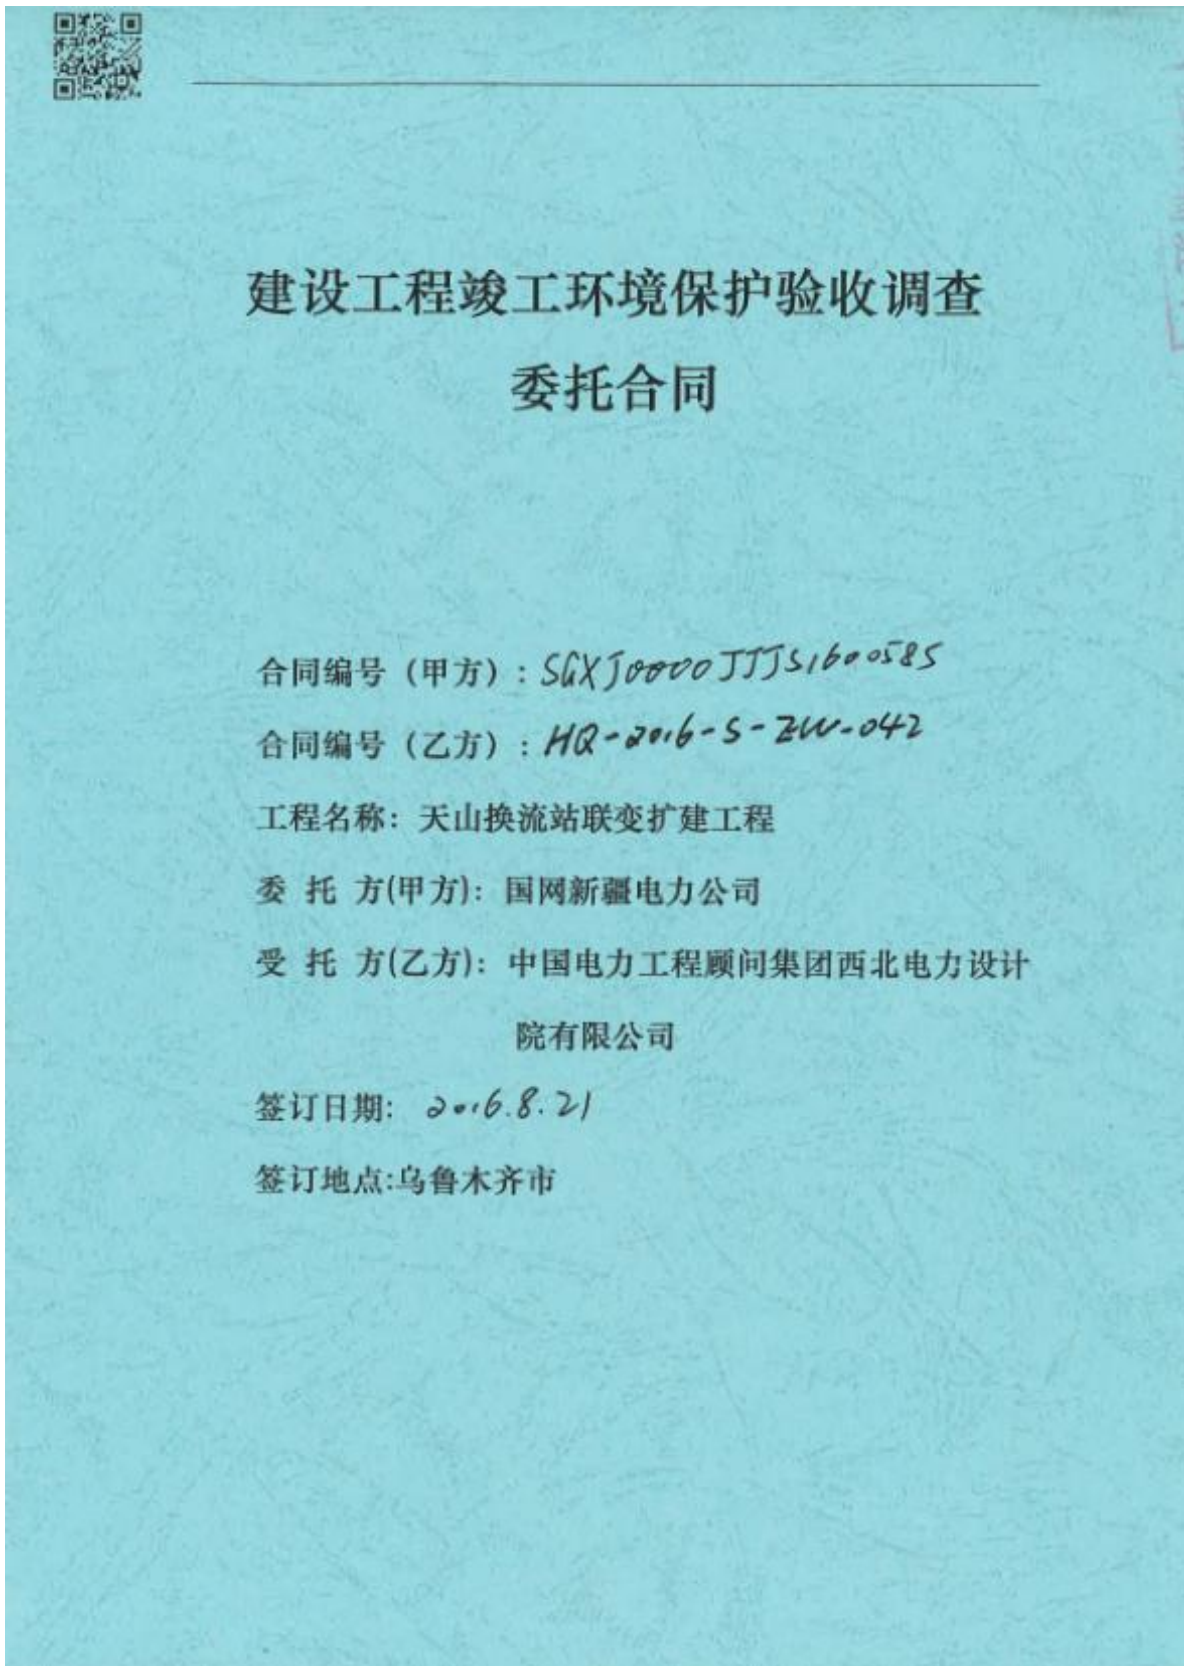 建设工程竣工环境保护验收调查
委托合同
合同编号（甲方）：SGXJ0000JJJS1600585
合同编号（乙方）：HQ-2016-S-ZW-042
工程名称：天山换流站联变扩建工程
委 托 方(甲方)：国网新疆电力公司
受 托 方(乙方)：中国电力工程顾问集团西北电力设计
院有限公司
签订日期：2016.8.21
签订地点:乌鲁木齐市